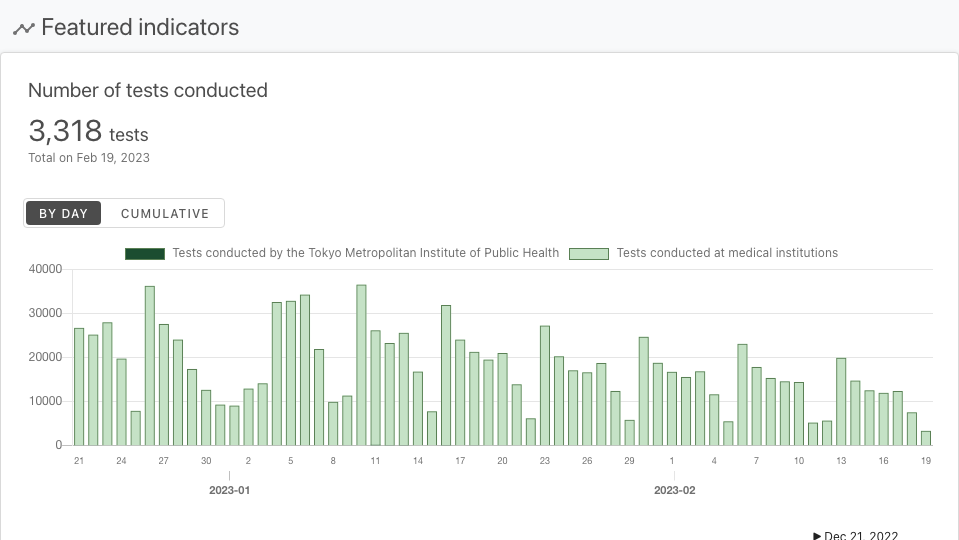 Featured indicators
Number of tests conducted
3,318 tests
Total on Feb 19, 2023
BY DAY CUMULATIVE
Tests conducted by the Tokyo Metropolitan Institute of Public Health Tests conducted at medical institutions
40000
30000
20000
10000
0
21 24 27 30 2 5 8 11 14 17 20 23 26 29 1 4 7 10 13 16 19
2023-01 2023-02
Dec 21, 2022